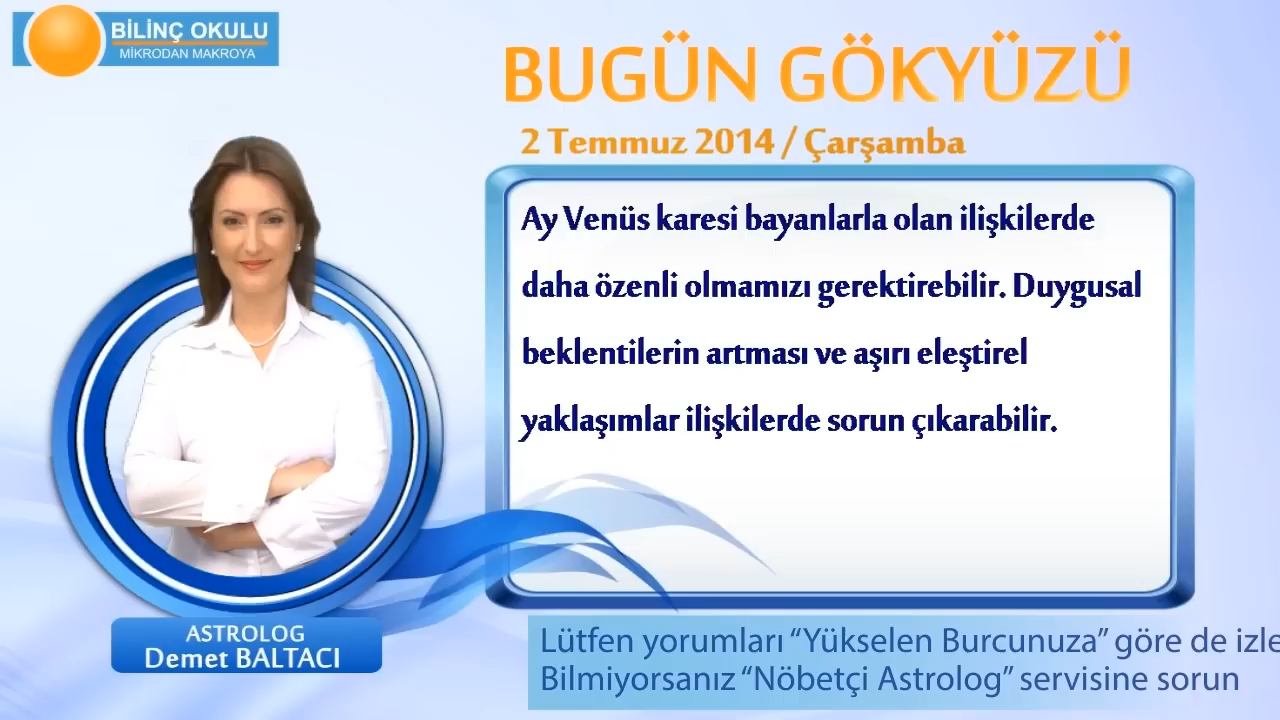 BİLİNÇ OKULU
MİKRODAN MAKROYA
BUGÜN GÖKYÜZÜ
2 Temmuz 2014 / Çarşamba
Ay Venüs karesi bayanlarla olan ilişkilerde
daha özenli olmamızı gerektirebilir. Duygusal
beklentilerin artması ve aşırı eleştirel
yaklaşımlar ilişkilerde sorun çıkarabilir.
ASTROLOG
Demet BALTACI
Lütfen yorumları “Yükselen Burcunuza” göre de izle
Bilmiyorsanız “Nöbetçi Astrolog” servisine sorun